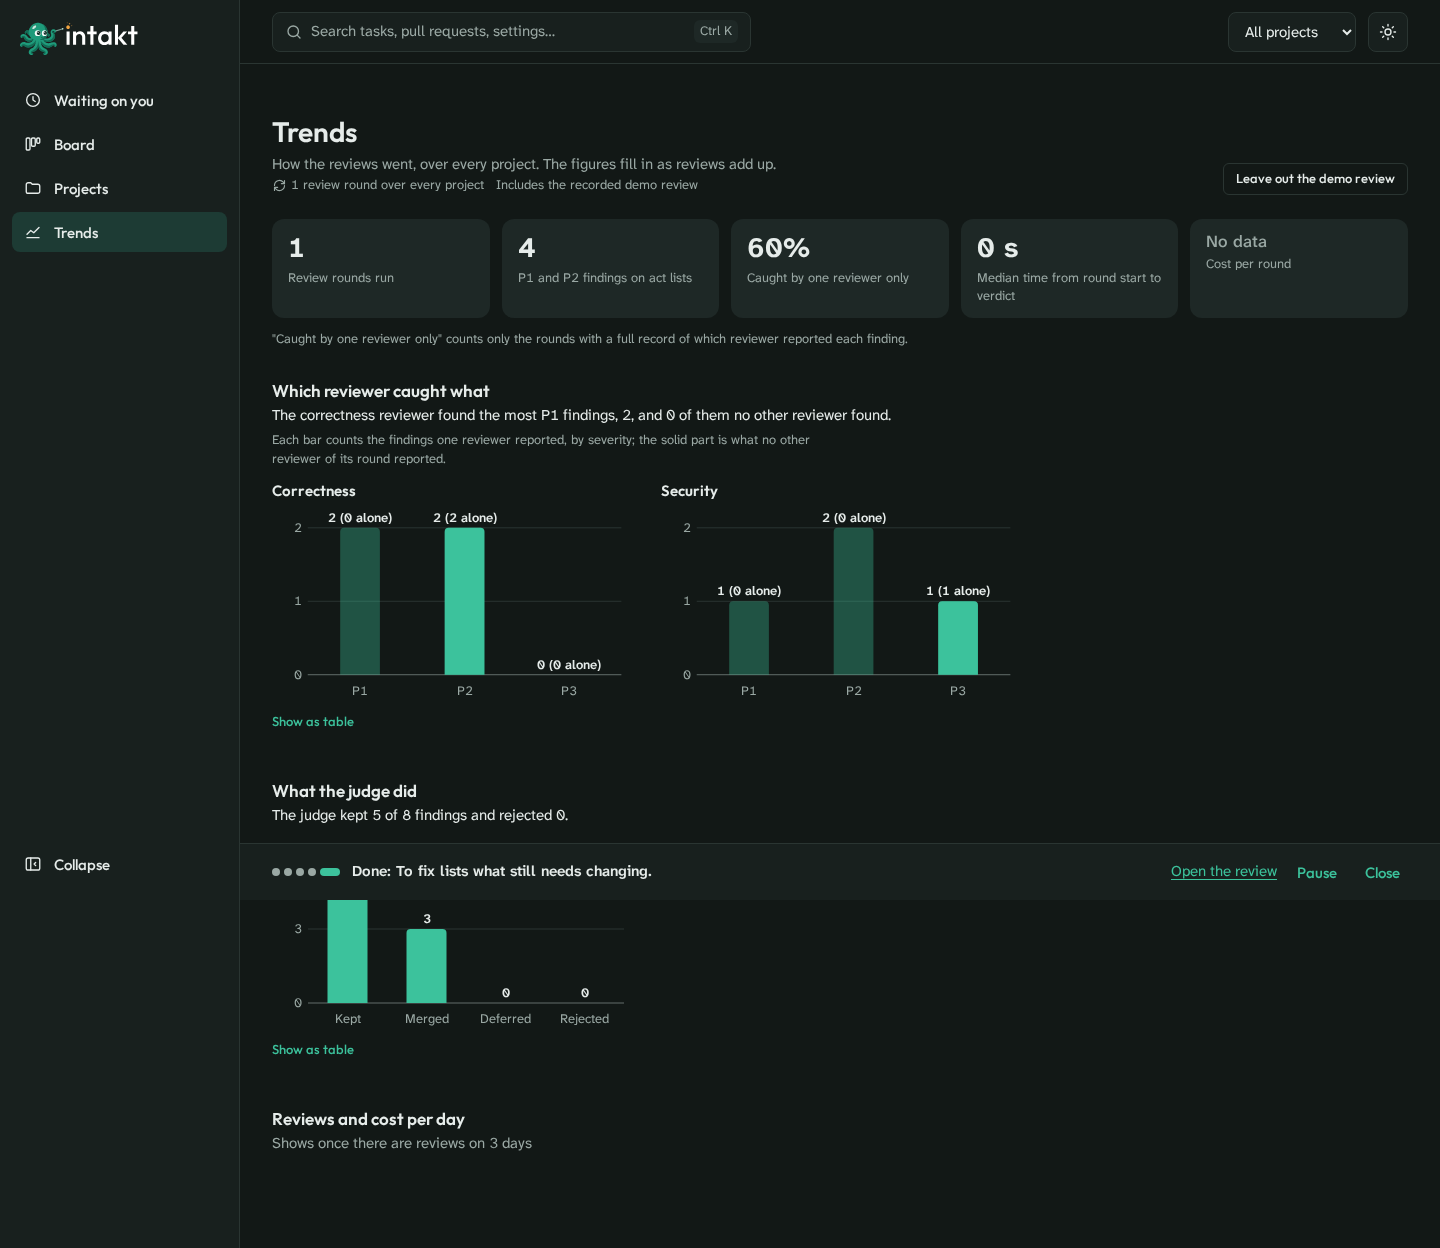 intakt
Search tasks, pull requests, settings...
Ctrl K
All projects
Waiting on you
Board
Projects
Trends
Collapse
Trends
How the reviews went, over every project. The figures fill in as reviews add up.
1 review round over every project Includes the recorded demo review
Leave out the demo review
1
Review rounds run
4
P1 and P2 findings on act lists
60%
Caught by one reviewer only
0 s
Median time from round start to
verdict
No data
Cost per round
"Caught by one reviewer only" counts only the rounds with a full record of which reviewer reported each finding.
Which reviewer caught what
The correctness reviewer found the most P1 findings, 2, and 0 of them no other reviewer found.
Each bar counts the findings one reviewer reported, by severity; the solid part is what no other
reviewer of its round reported.
Correctness
2 (0 alone) 2 (2 alone)
2
1
0 (0 alone)
0
P1 P2 P3
Security
2 (0 alone)
2
1 (0 alone) 1 (1 alone)
1
0
P1 P2 P3
Show as table
What the judge did
The judge kept 5 of 8 findings and rejected 0.
Done: To fix lists what still needs changing.
Open the review
Pause
Close
3
3
0 0
0
Kept Merged Deferred Rejected
Show as table
Reviews and cost per day
Shows once there are reviews on 3 days